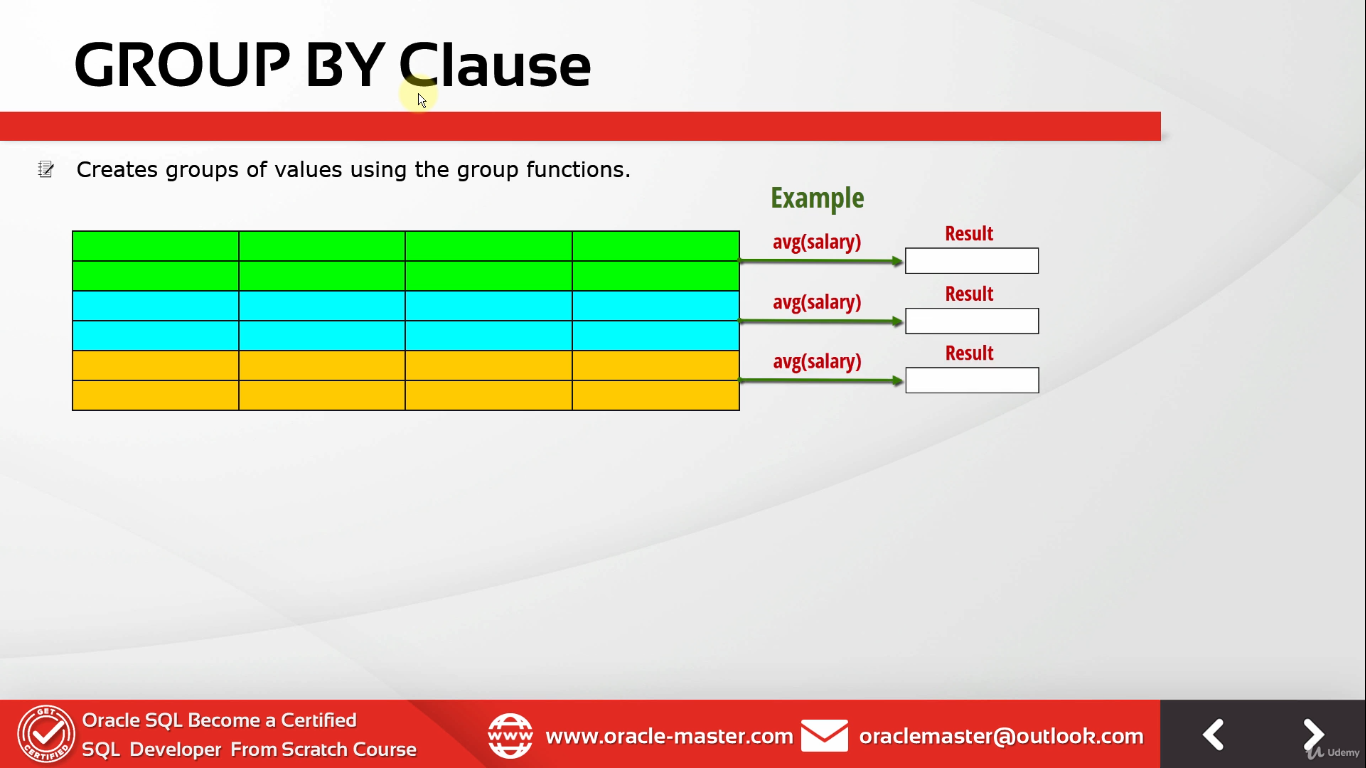 GROUP BY Clause
Creates groups of values using the group functions.
Example
avg(salary)
Result
avg(salary)
Result
avg(salary)
Result
GET
CERTIFIED
Oracle SQL Become a Certified
SQL Developer From Scratch Course
WWW
www.oracle-master.com
oraclemaster@outlook.com
Udemy